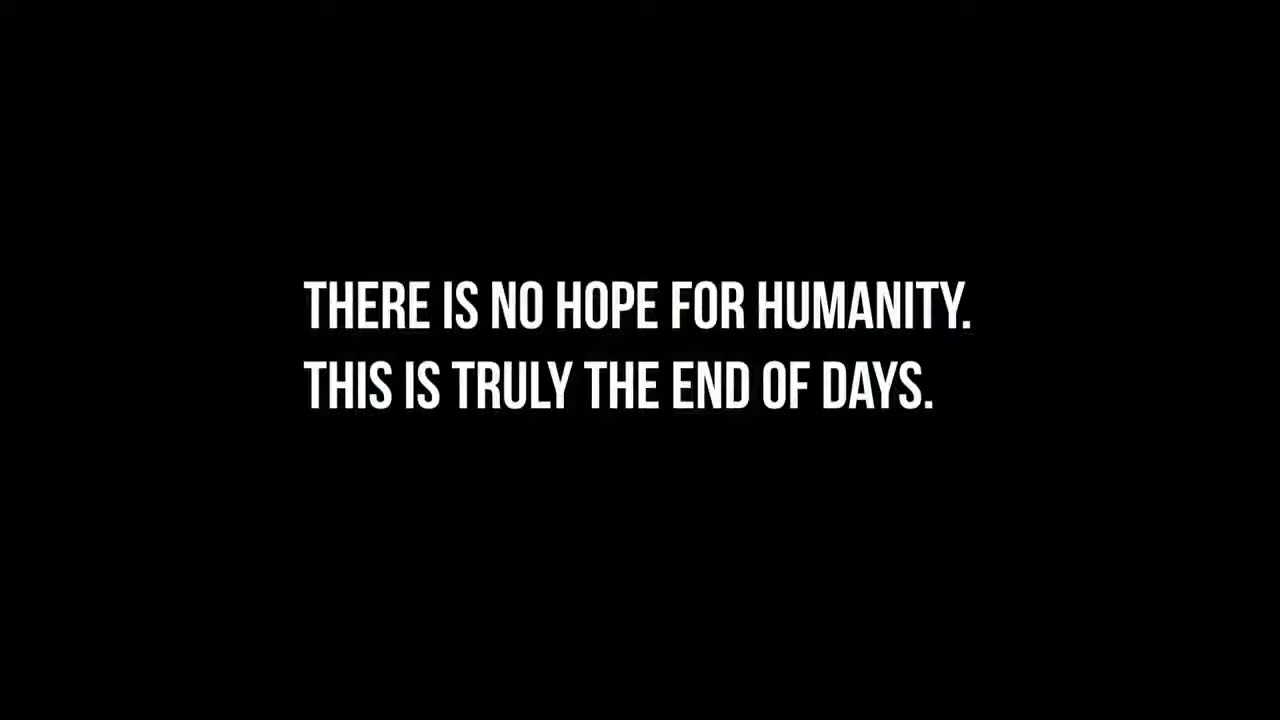 THERE IS NO HOPE FOR HUMANITY.
THIS IS TRULY THE END OF DAYS.